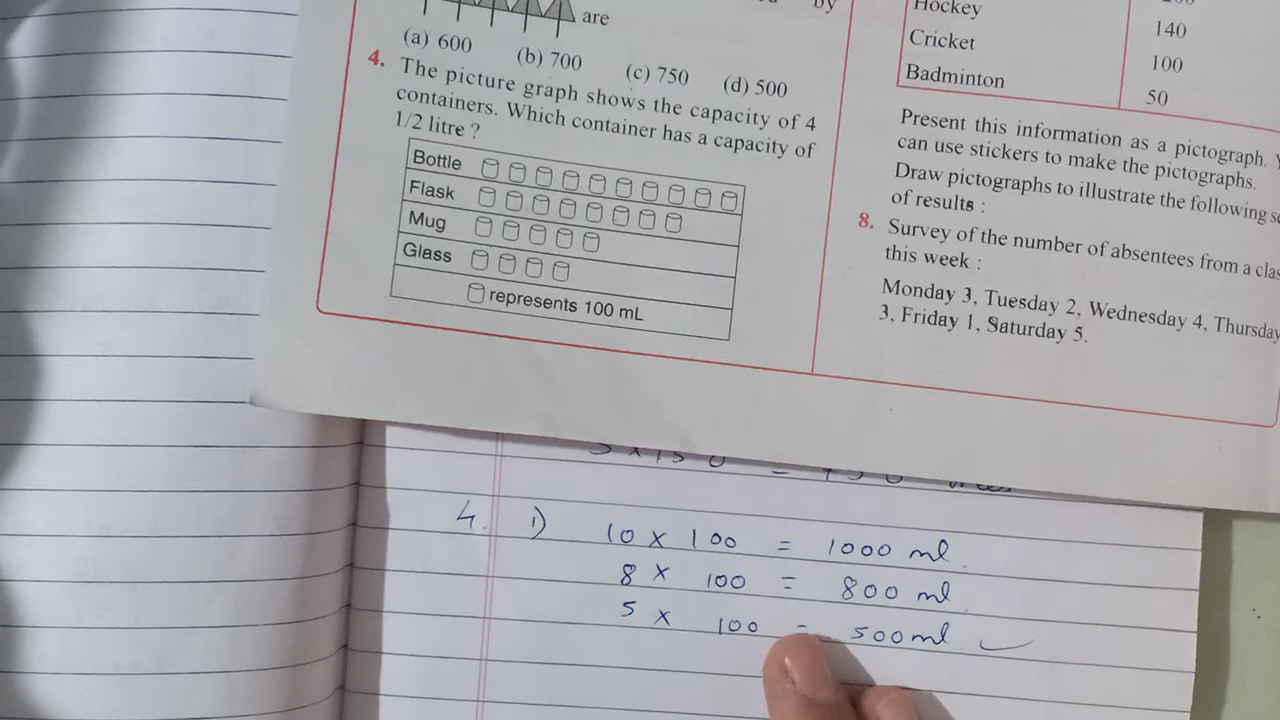 by
are
(a) 600 (b) 700 (c) 750 (d) 500
4. The picture graph shows the capacity of 4
containers. Which container has a capacity of
1/2 litre ?
Bottle
Flask
Mug
Glass
represents 100 mL
Hockey 140
Cricket 100
Badminton 50
Present this information as a pictograph.
can use stickers to make the pictographs.
Draw pictographs to illustrate the following
of results :
8. Survey of the number of absentees from a
this week :
Monday 3, Tuesday 2, Wednesday 4, Thursday
3, Friday 1, Saturday 5.
4. i) 10 x 100 = 1000 ml
8 x 100 = 800 ml
5 x 100 = 500 ml ✓